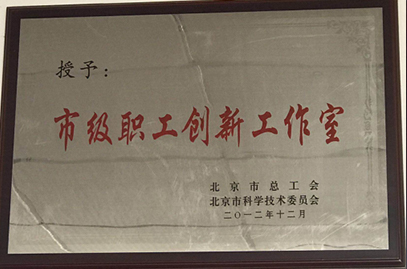 授予：
市级职工创新工作室
北京市总工会
北京市科学技术委员会
二〇一二年十二月